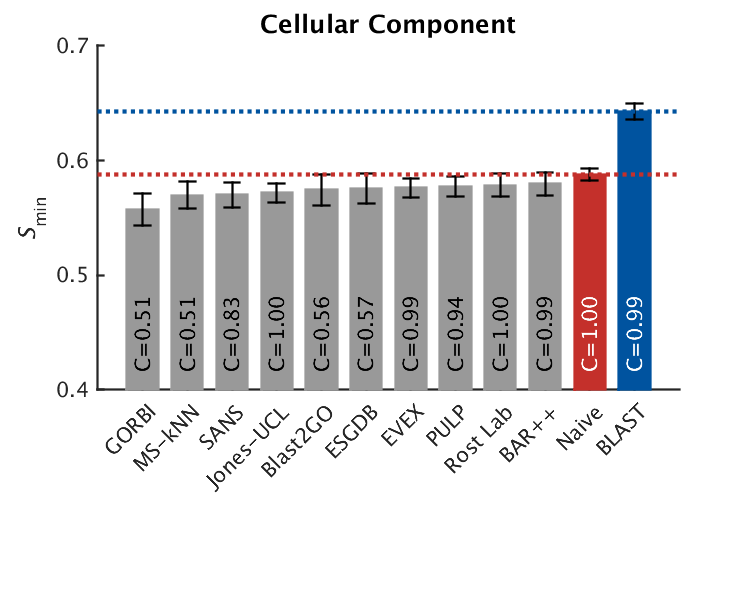 Cellular Component
0.7
0.6
0.5
0.4
Smin
C=0.51
C=0.51
C=0.83
C=1.00
C=0.56
C=0.57
C=0.99
C=0.94
C=1.00
C=0.99
C=1.00
C=0.99
GORBI
MS-kNN
SANS
Jones-UCL
Blast2GO
ESGDB
EVEX
PULP
Rost Lab
BAR++
Naive
BLAST